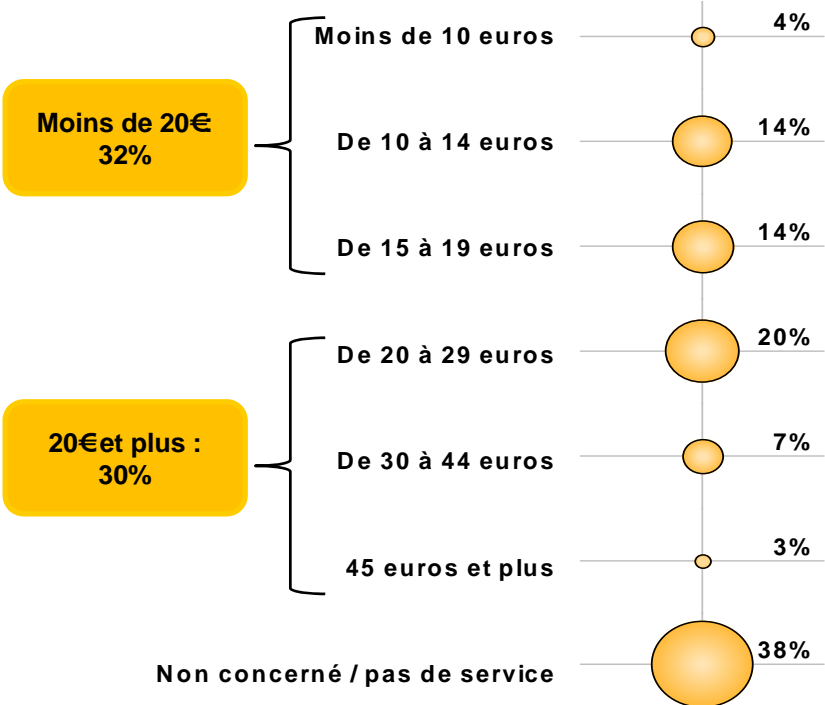 Moins de 10 euros 4%
Moins de 20€
32%
De 10 à 14 euros 14%
De 15 à 19 euros 14%
De 20 à 29 euros 20%
20€et plus :
30%
De 30 à 44 euros 7%
45 euros et plus 3%
Non concerné / pas de service 38%